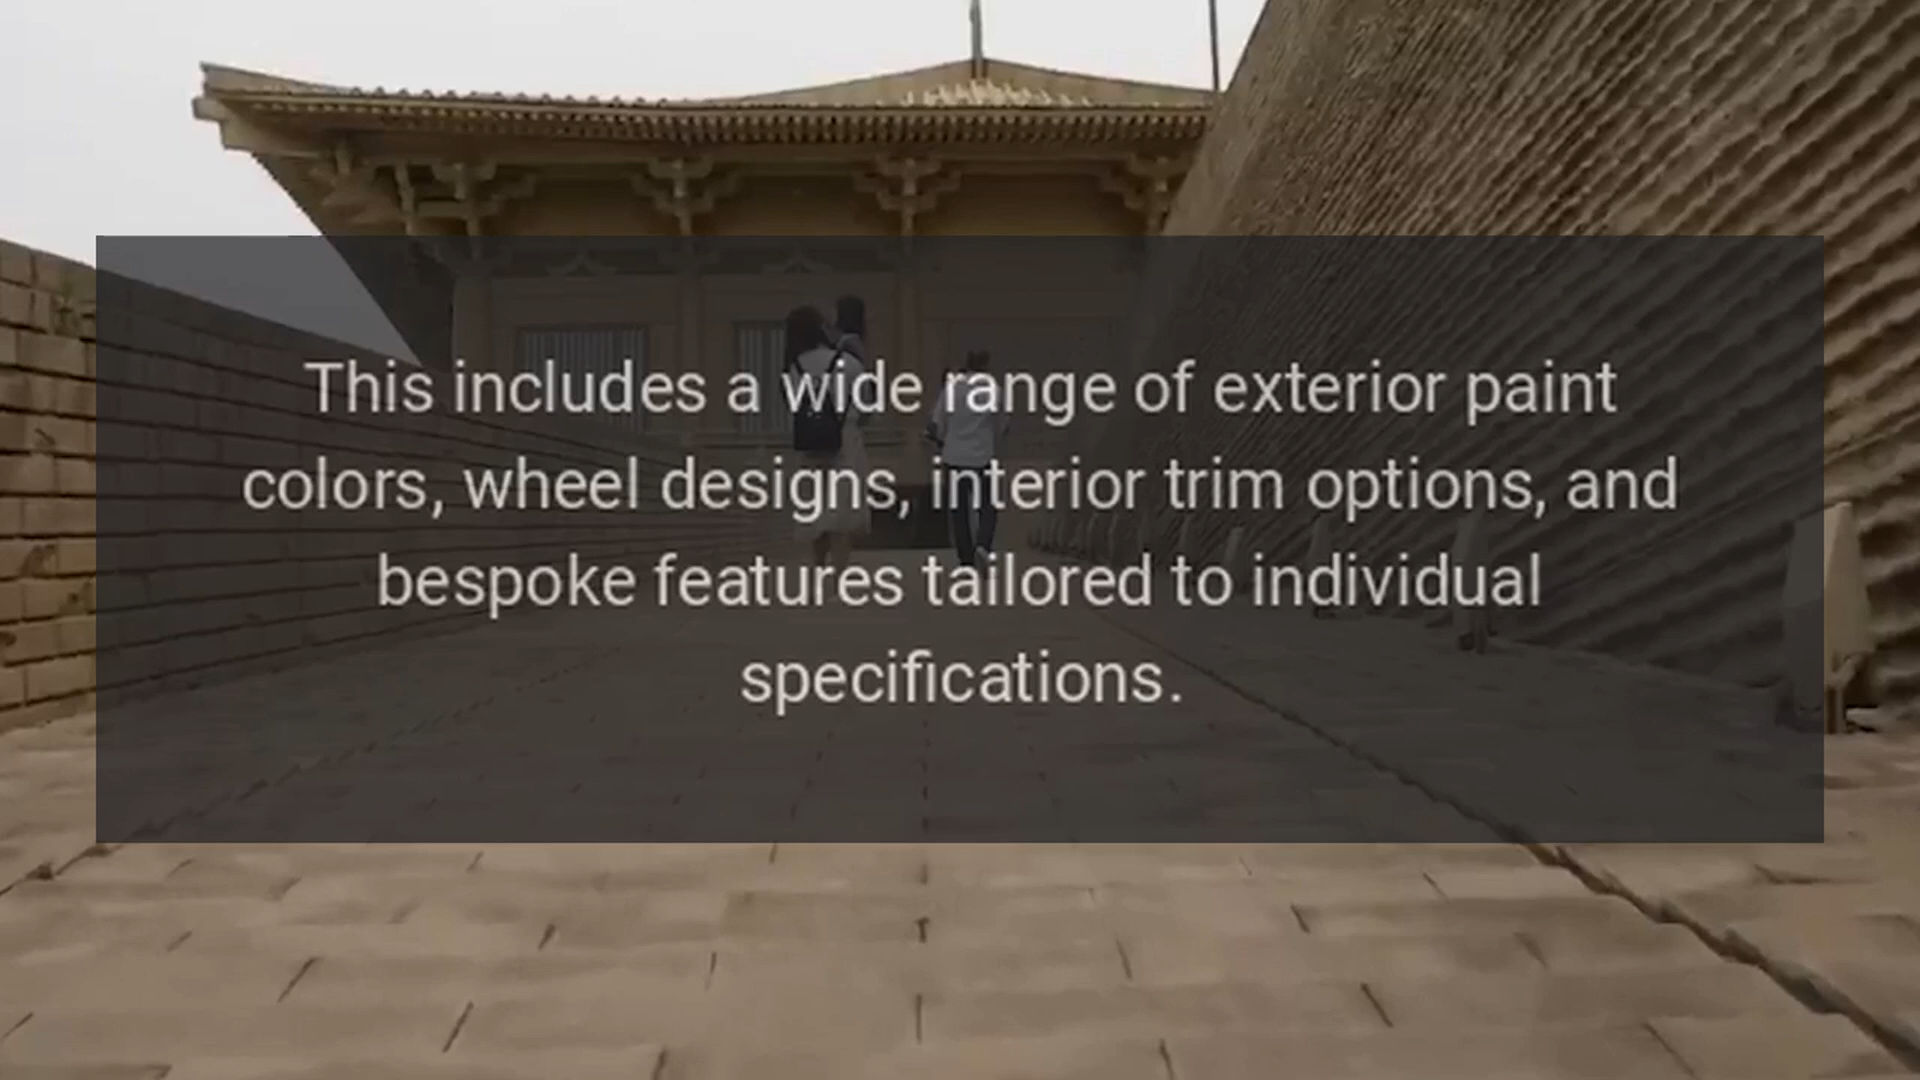 This includes a wide range of exterior paint
colors, wheel designs, interior trim options, and
bespoke features tailored to individual
specifications.